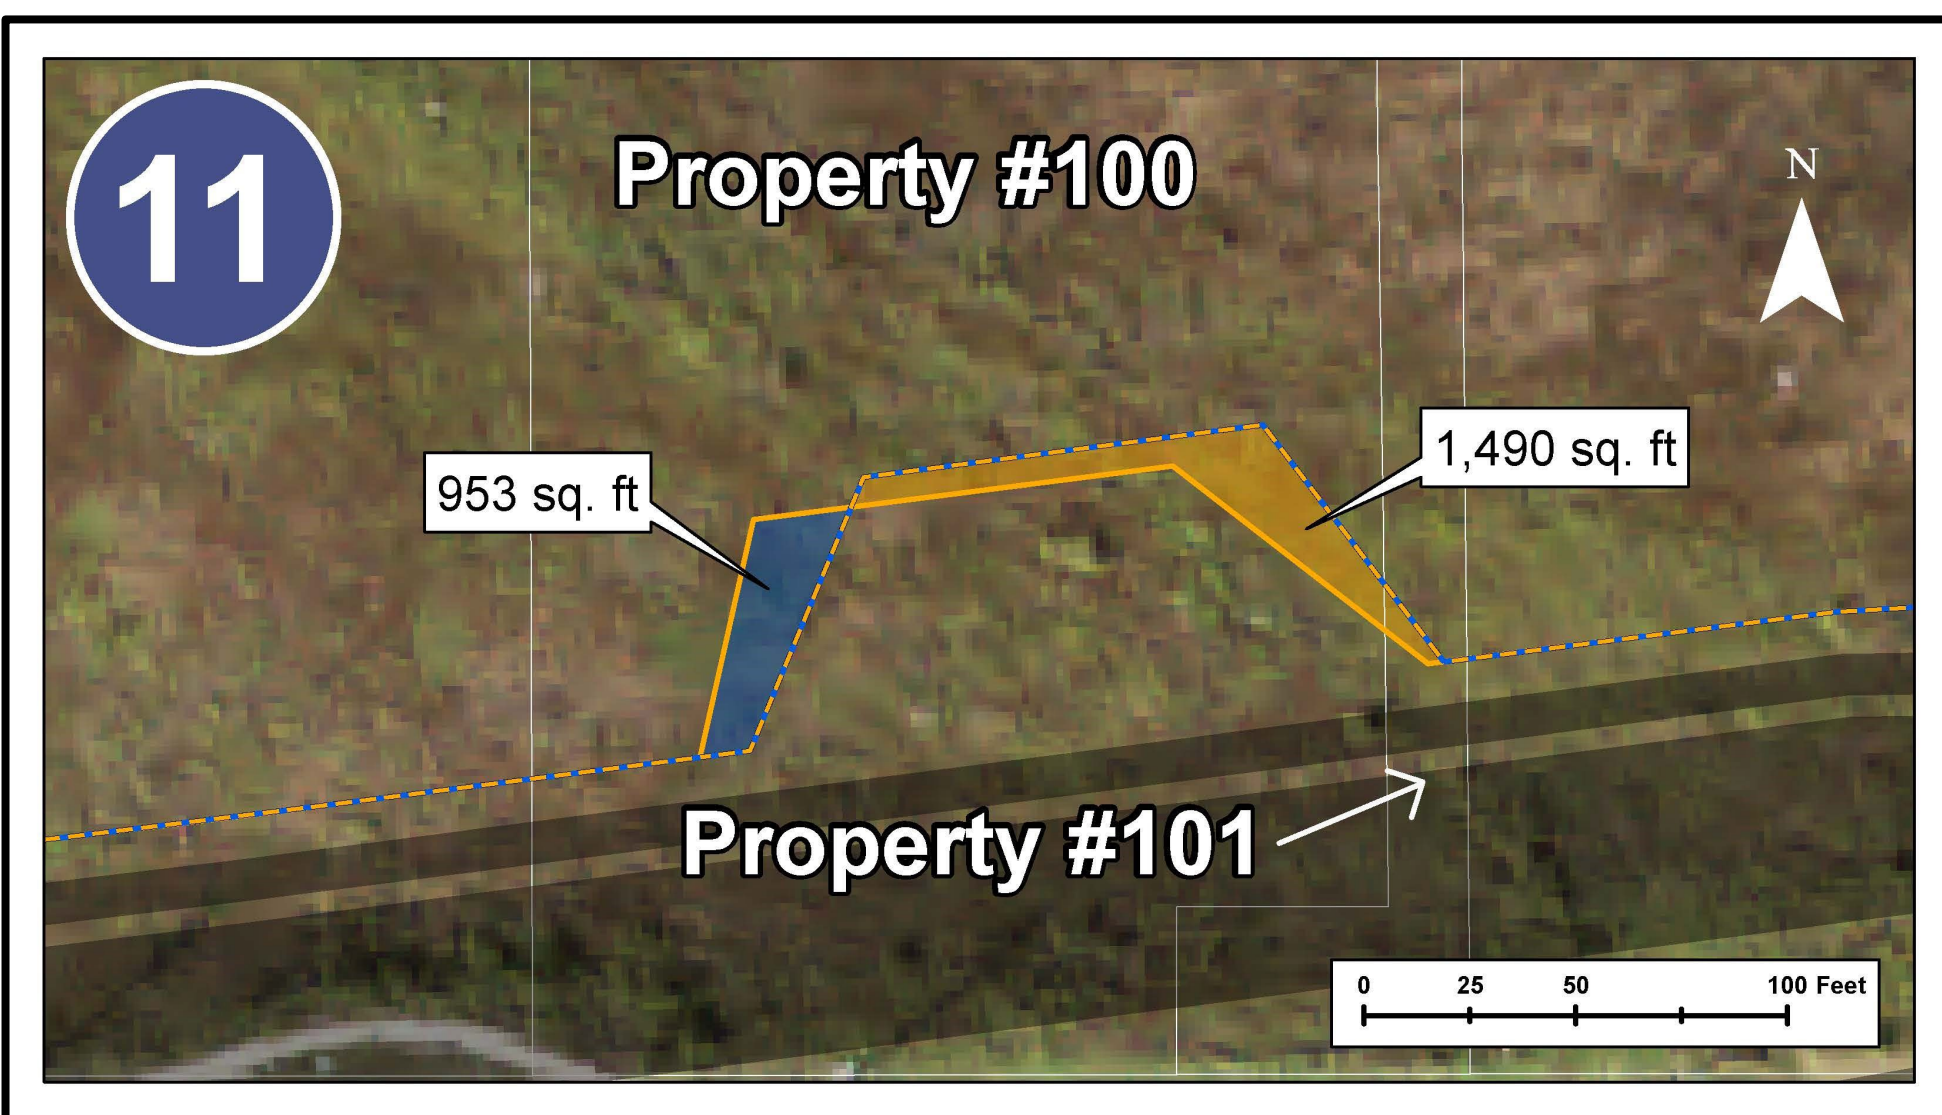 11
Property #100
N
953 sq. ft
1,490 sq. ft
Property #101
0 25 50 100 Feet